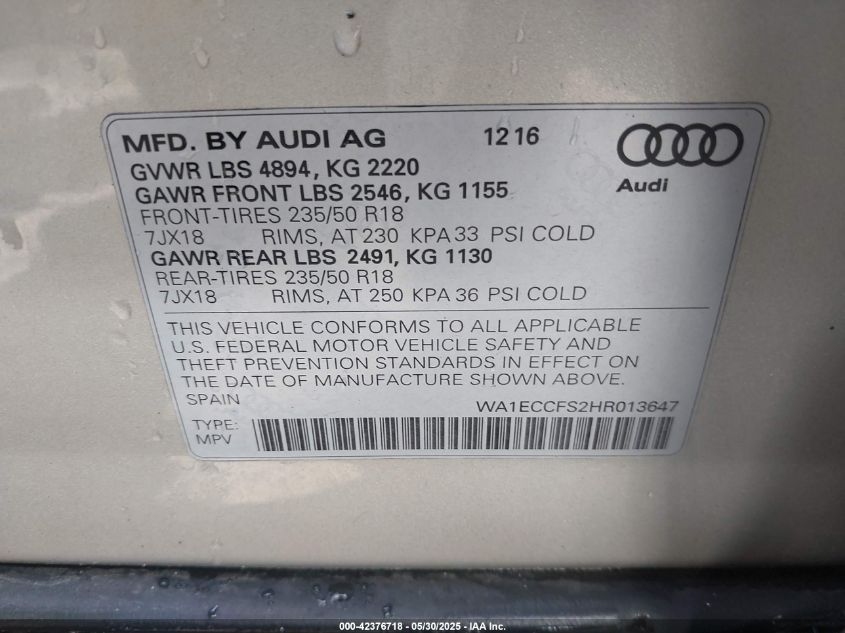 MFD. BY AUDI AG 12 16
GVWR LBS 4894, KG 2220
GAWR FRONT LBS 2546, KG 1155
FRONT-TIRES 235/50 R18
7JX18 RIMS, AT 230 KPA 33 PSI COLD
GAWR REAR LBS 2491, KG 1130
REAR-TIRES 235/50 R18
7JX18 RIMS, AT 250 KPA 36 PSI COLD
Audi
THIS VEHICLE CONFORMS TO ALL APPLICABLE
U.S. FEDERAL MOTOR VEHICLE SAFETY AND
THEFT PREVENTION STANDARDS IN EFFECT ON
THE DATE OF MANUFACTURE SHOWN ABOVE.
SPAIN WA1ECCFS2HR013647
TYPE:
MPV
000-42376718 - 05/30/2025 - IAA Inc.